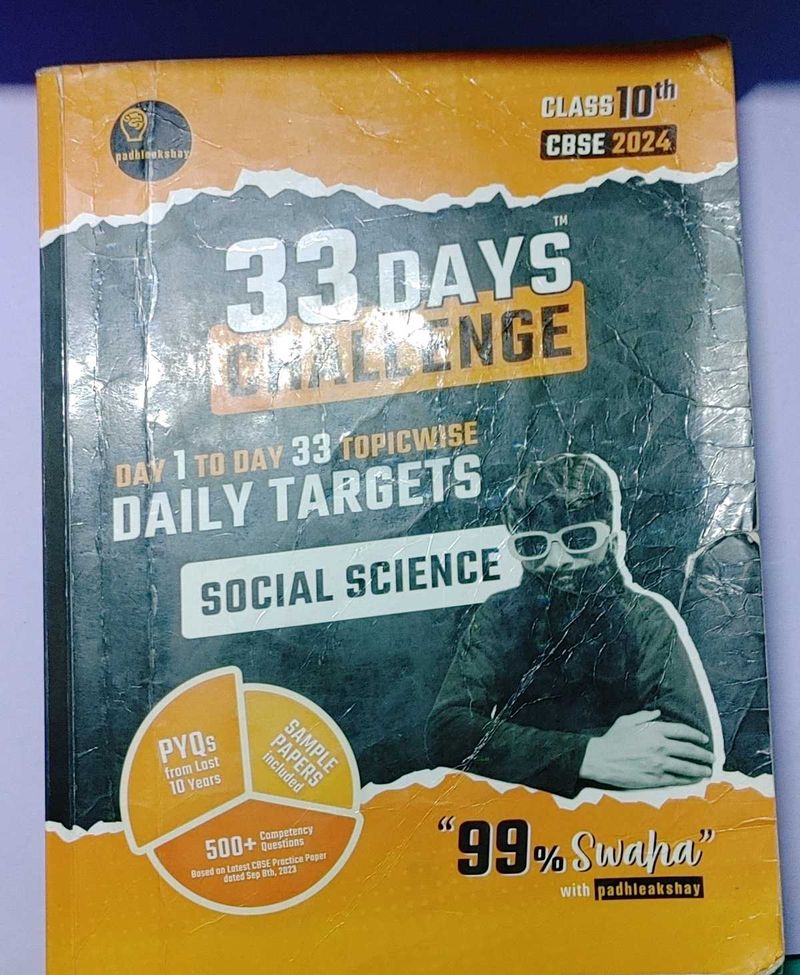 padhleakshay
CLASS 10th
CBSE 2024
33 DAYS™
CHALLENGE
DAY 1 TO DAY 33 TOPICWISE
DAILY TARGETS
SOCIAL SCIENCE
PYQs
from Last
10 Years
SAMPLE
PAPERS
included
500+ Competency
Questions
Based on Latest CBSE Practice Paper
dated Sep 8th, 2023
“99% Swaha”
with padhleakshay